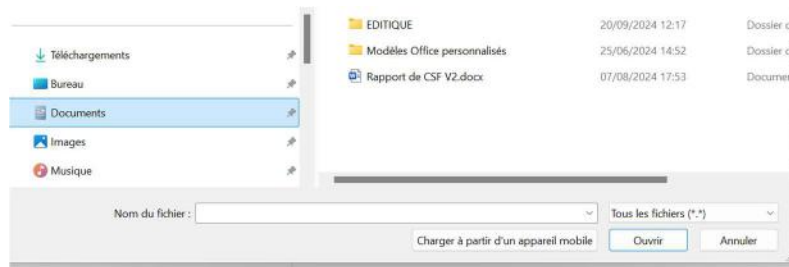 EDITIQUE 20/09/2024 12:17 Dossier
Téléchargements
Modèles Office personnalisés 25/06/2024 14:52 Dossier
Bureau
Rapport de CSF V2.docx 07/08/2024 17:53
Documents
Images
Musique
Nom du fichier :
Tous les fichiers (*.*)
Charger à partir d'un appareil mobile Ouvrir Annuler